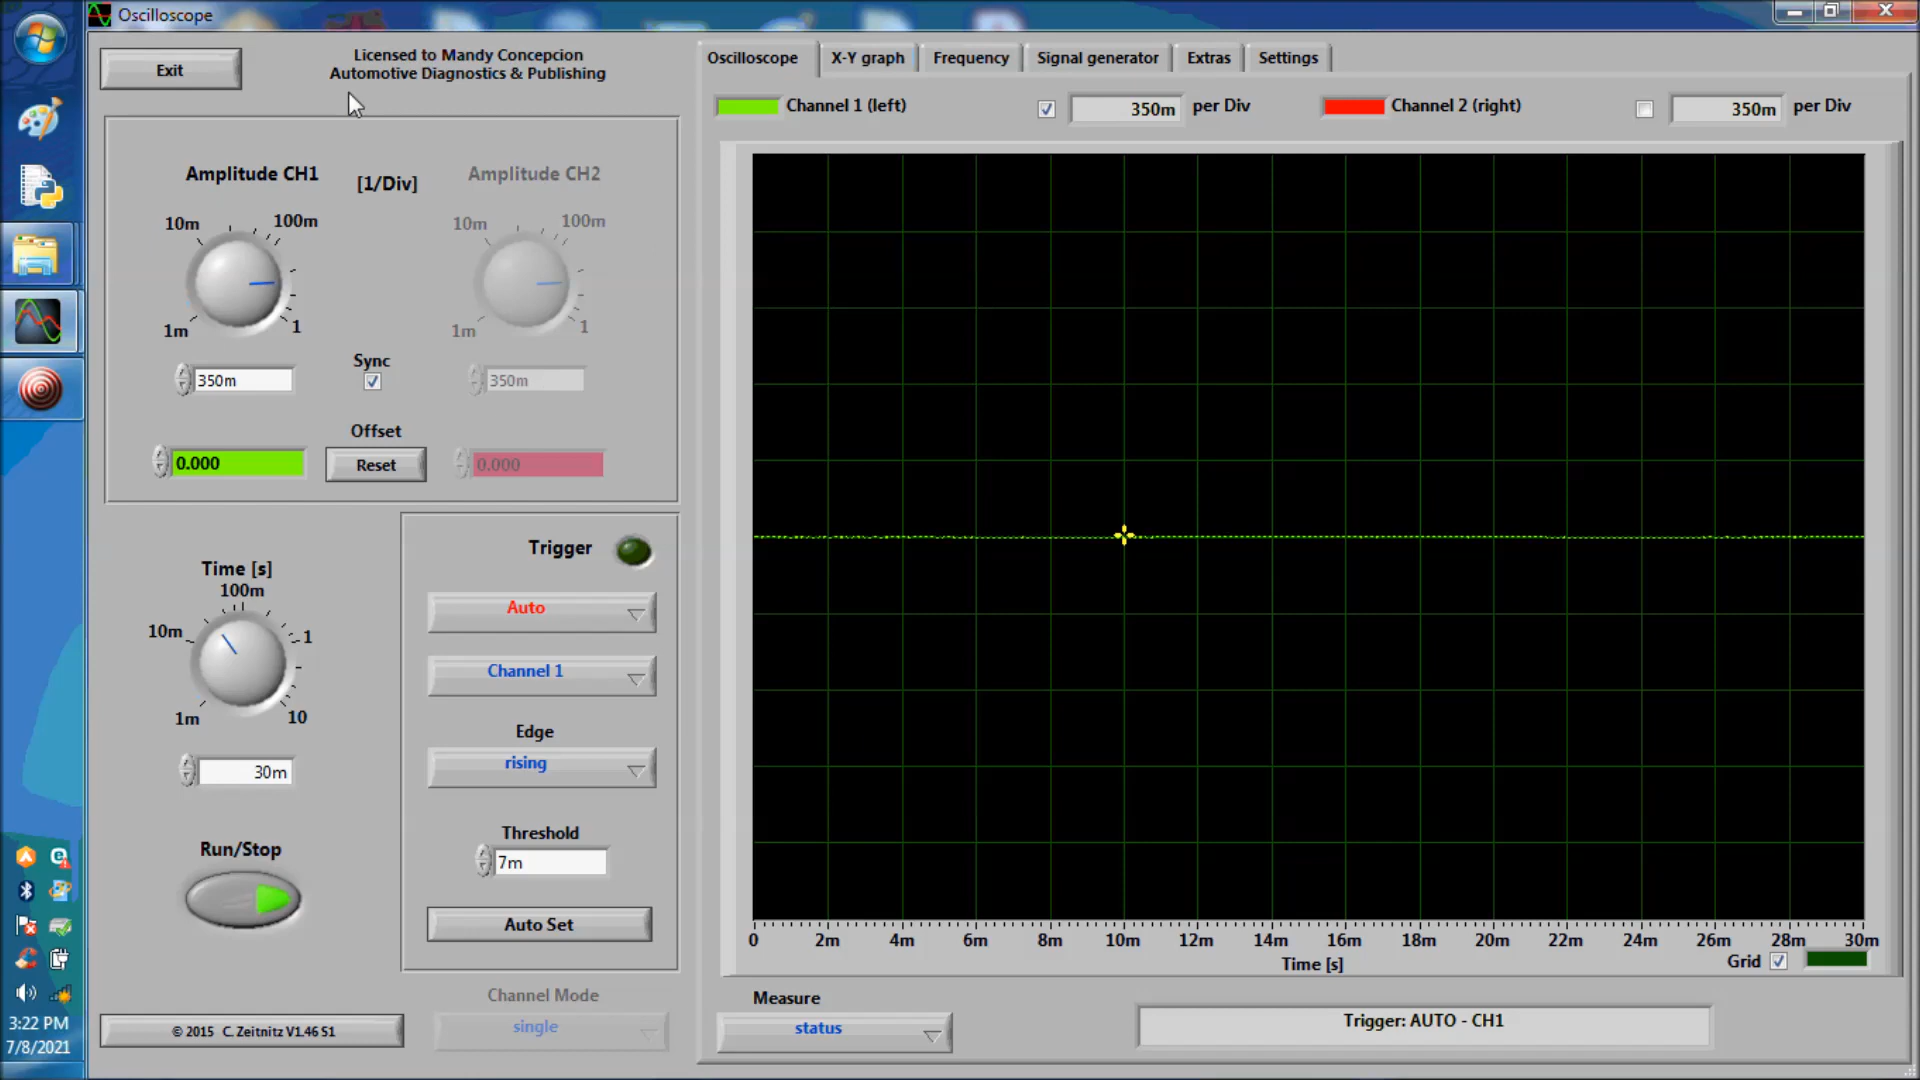 Oscilloscope
Exit
Licensed to Mandy Concepcion
Automotive Diagnostics & Publishing
Oscilloscope
X-Y graph
Frequency
Signal generator
Extras
Settings
Channel 1 (left)
350m
per Div
Channel 2 (right)
350m
per Div
Amplitude CH1
[1/Div]
Amplitude CH2
10m
100m
1m
1
10m
100m
1m
1
350m
Sync
350m
Offset
0.000
Reset
0.000
Time [s]
100m
10m
1
1m
10
30m
Run/Stop
Trigger
Auto
Channel 1
Edge
rising
Threshold
7m
Auto Set
Channel Mode
single
© 2015 C. Zeitnitz V1.46 S1
0 2m 4m 6m 8m 10m 12m 14m 16m 18m 20m 22m 24m 26m 28m 30m
Time [s]
Grid
Measure
status
Trigger: AUTO - CH1
3:22 PM
7/8/2021